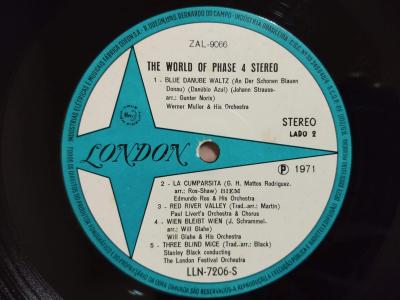 ZAL-9066
THE WORLD OF PHASE 4 STEREO
1 - BLUE DANUBE WALTZ (An Der Schonen Blauen
Donau) (Danúbio Azul) (Johann Strauss-
arr.: Gunter Noris)
Werner Muller & His Orchestra
STEREO
LADO 2
LONDON
P 1971
2 - LA CUMPARSITA (G. H. Mattos Rodriguez.
arr.: Ros-Shaw) BIEM
Edmundo Ros & His Orchestra
3 - RED RIVER VALLEY (Trad.-arr.: Martin)
Paul Livert's Orchestra & Chorus
4 - WIEN BLEIBT WIEN (J. Schrammel-
arr.: Will Glahe)
Will Glahe & His Orchestra
5 - THREE BLIND MICE (Trad.-arr.: Black)
Stanley Black conducting
The London Festival Orchestra
LLN-7206-S